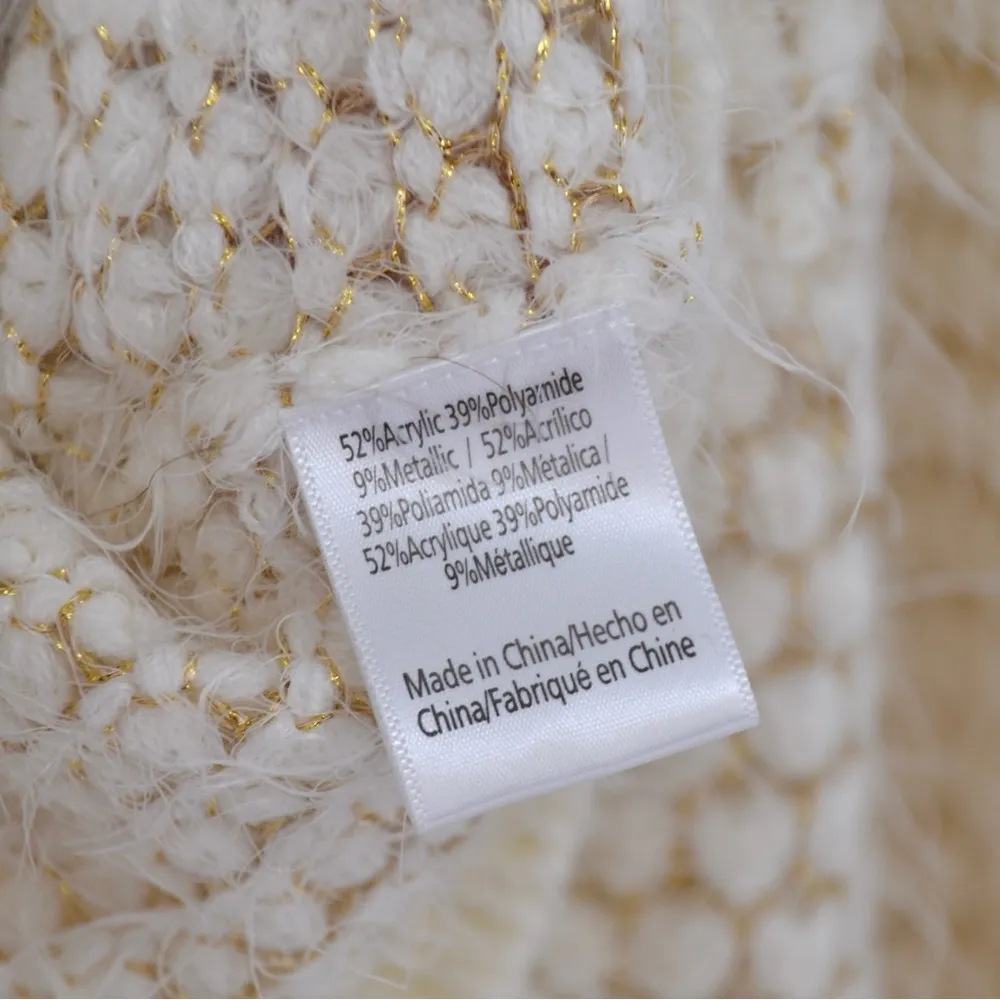 52%Acrylic 39%Polyamide
9%Metallic / 52%Acrílico
39%Poliamida 9%Métalica/
52%Acrylique 39%Polyamide
9%Métallique
Made in China/Hecho en
China/Fabriqué en Chine